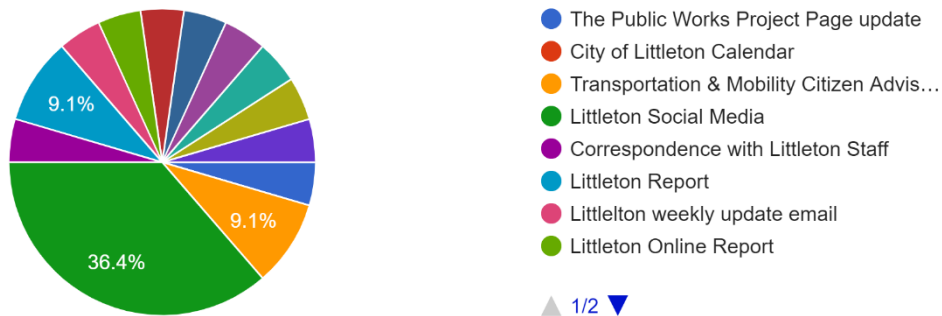 9.1%
9.1%
36.4%
The Public Works Project Page update
City of Littleton Calendar
Transportation & Mobility Citizen Advis…
Littleton Social Media
Correspondence with Littleton Staff
Littleton Report
Littlelton weekly update email
Littleton Online Report
1/2